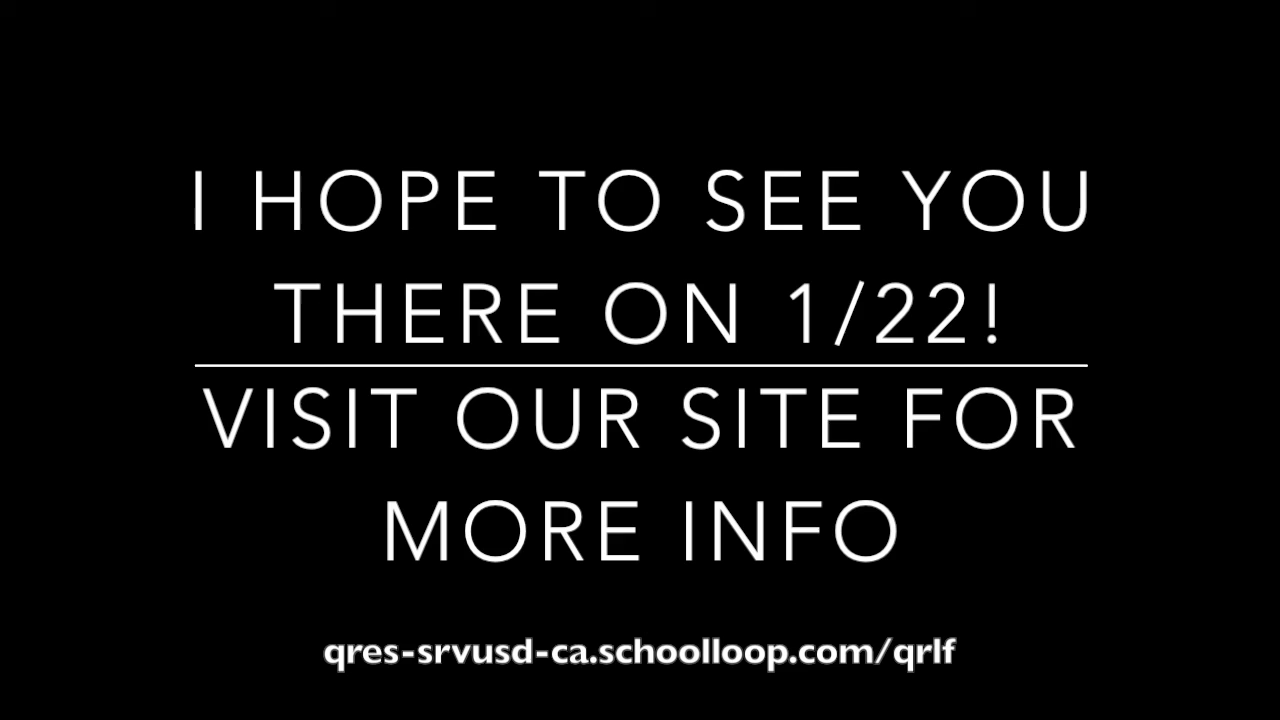 I HOPE TO SEE YOU
THERE ON 1/22!
VISIT OUR SITE FOR
MORE INFO
qres-srvusd-ca.schoolloop.com/qrlf